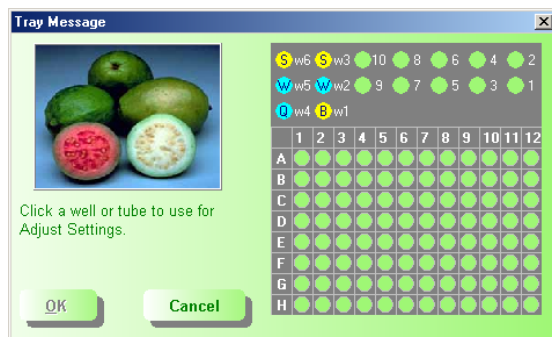 Tray Message
S w6 S w3 10 8 6 4 2
W w5 W w2 9 7 5 3 1
Q w4 B w1
1 2 3 4 5 6 7 8 9 10 11 12
A
B
C
D
E
F
G
H
Click a well or tube to use for
Adjust Settings.
OK
Cancel